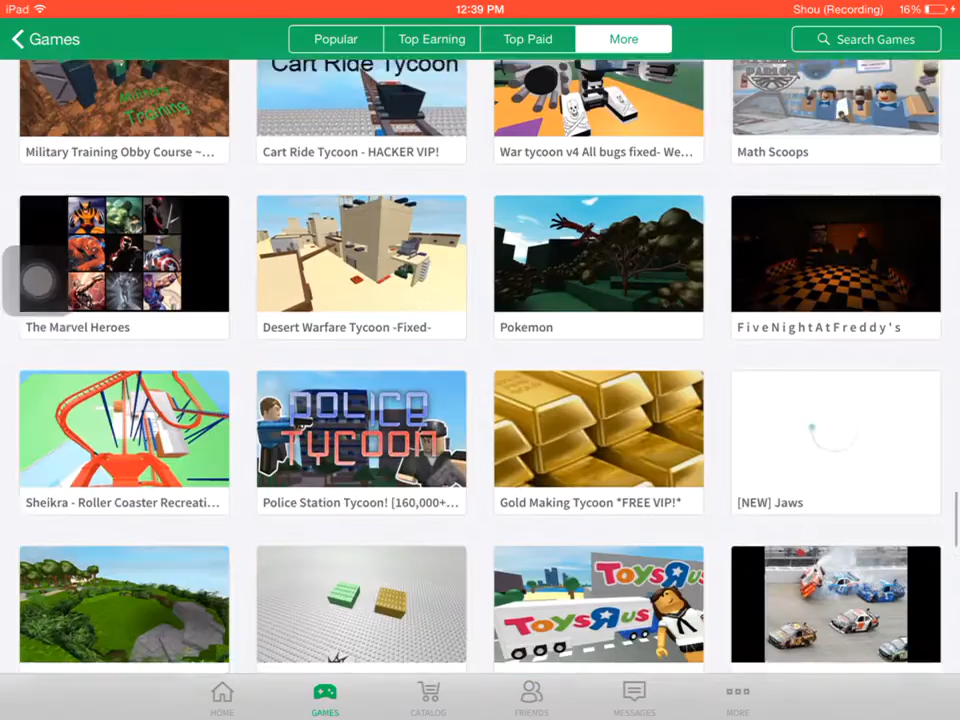 iPad
12:39 PM
Shou (Recording)
16%
Games
Popular
Top Earning
Top Paid
More
Search Games
Military Training
Cart Ride Tycoon
Military Training Obby Course ~...
Cart Ride Tycoon - HACKER VIP!
War tycoon v4 All bugs fixed- We...
Math Scoops
The Marvel Heroes
Desert Warfare Tycoon -Fixed-
Pokemon
F i v e N i g h t A t F r e d d y ' s
POLICE
TYCOON
Sheikra - Roller Coaster Recreati...
Police Station Tycoon! [160,000+...
Gold Making Tycoon *FREE VIP!*
[NEW] Jaws
ToysRUs
ToysRUs
HOME
GAMES
CATALOG
FRIENDS
MESSAGES
MORE